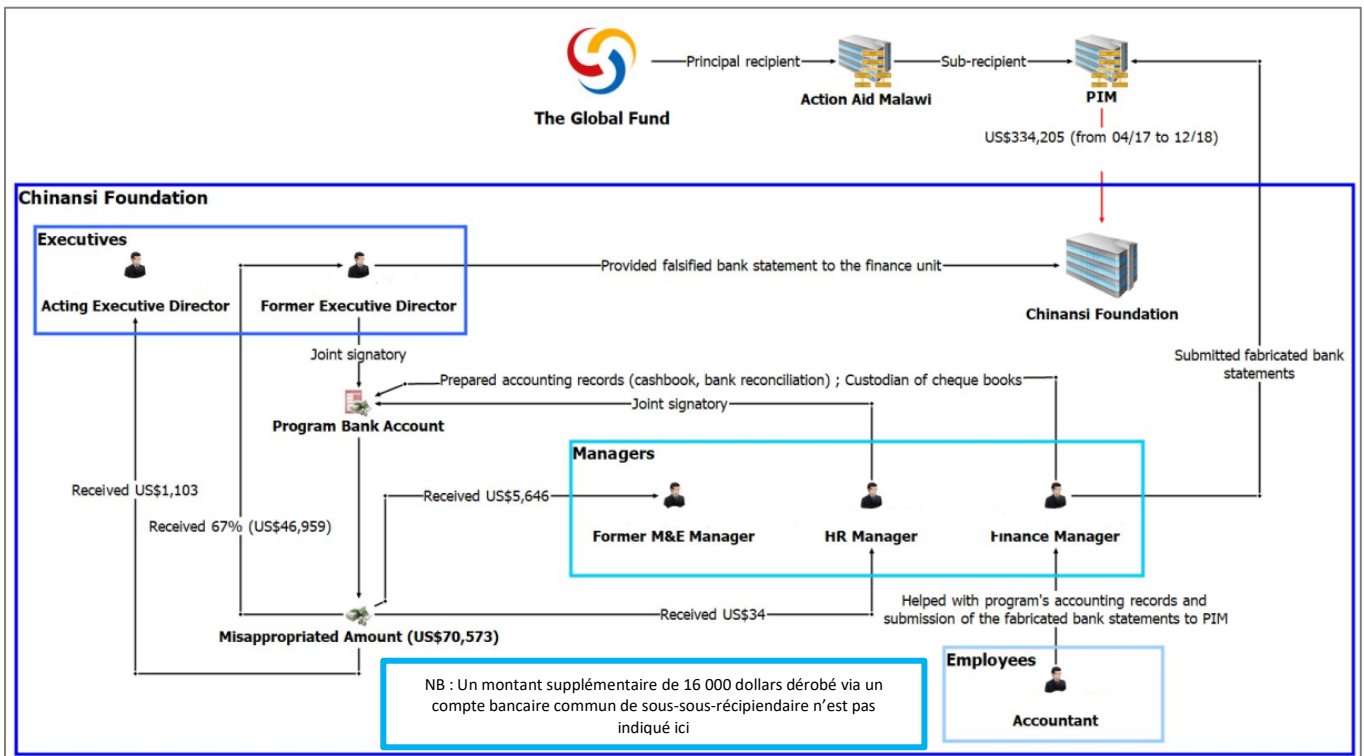 Principal recipient
Sub-recipient
The Global Fund
Action Aid Malawi
PIM
US$334,205 (from 04/17 to 12/18)
Chinansi Foundation
Executives
Acting Executive Director
Former Executive Director
Provided falsified bank statement to the finance unit
Chinansi Foundation
Joint signatory
Submitted fabricated bank
statements
Prepared accounting records (cashbook, bank reconciliation) ; Custodian of cheque books
Joint signatory
Program Bank Account
Managers
Received US$1,103
Received US$5,646
Received 67% (US$46,959)
Former M&E Manager
HR Manager
Finance Manager
Helped with program's accounting records and
submission of the fabricated bank statements to PIM
Received US$34
Misappropriated Amount (US$70,573)
Employees
Accountant
NB : Un montant supplémentaire de 16 000 dollars dérobé via un
compte bancaire commun de sous-sous-récipiendaire n'est pas
indiqué ici